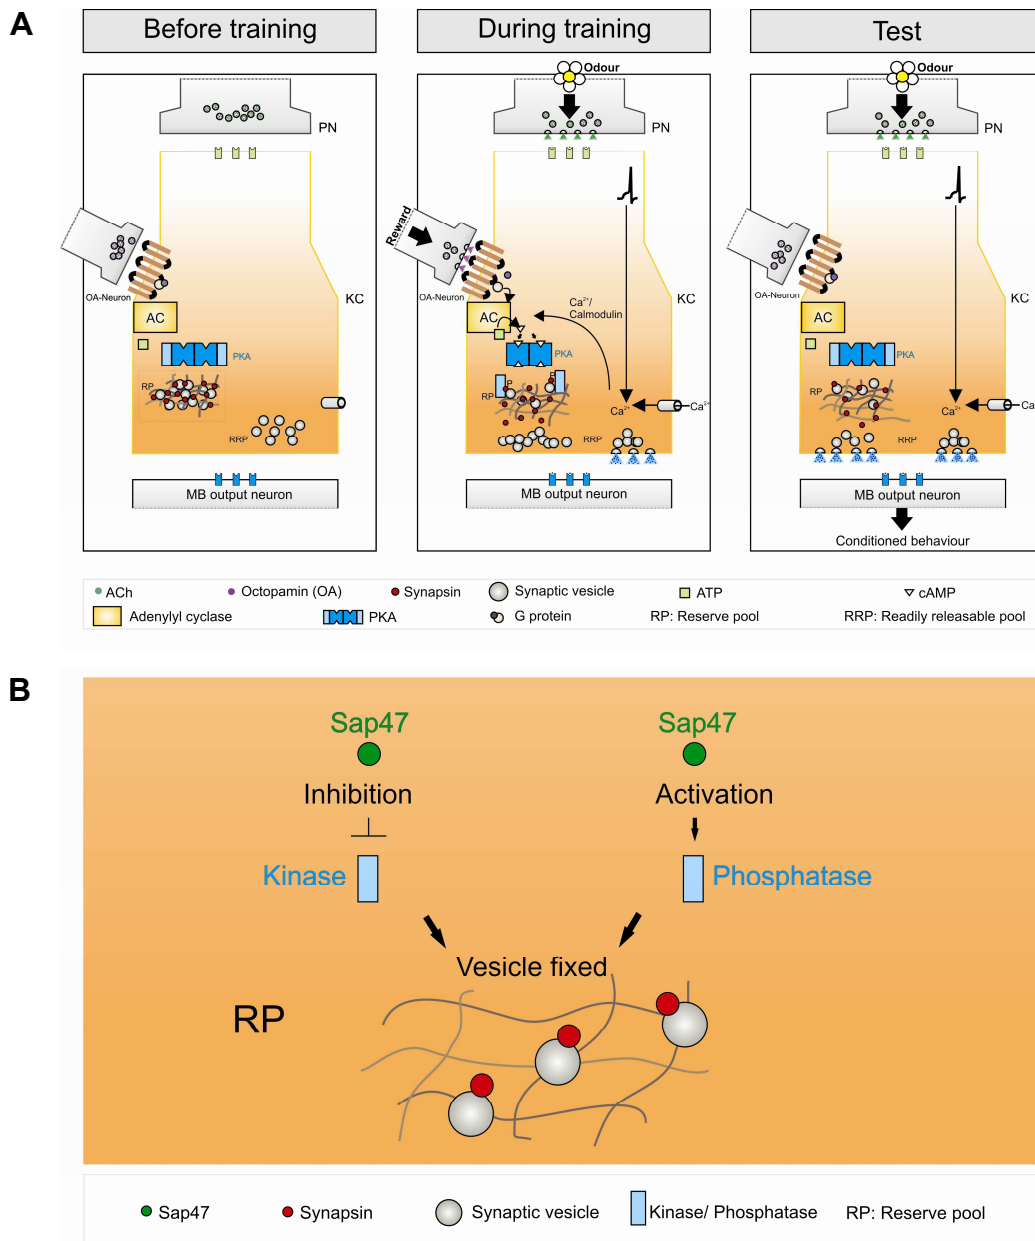 A
Before training
During training
Test
Odour
Odour
PN
PN
PN
Reward
OA-Neuron
OA-Neuron
OA-Neuron
KC
KC
KC
AC
AC
AC
Ca2+/
Calmodulin
PKA
PKA
PKA
RP
RP
P
P
RP
Ca2+
Ca2+
Ca2+
Ca
RRP
RRP
RRP
MB output neuron
MB output neuron
MB output neuron
Conditioned behaviour
ACh
Octopamin (OA)
Synapsin
Synaptic vesicle
ATP
cAMP
Adenylyl cyclase
PKA
G protein
RP: Reserve pool
RRP: Readily releasable pool
B
Sap47
Sap47
Inhibition
Activation
Kinase
Phosphatase
Vesicle fixed
RP
Sap47
Synapsin
Synaptic vesicle
Kinase/ Phosphatase
RP: Reserve pool